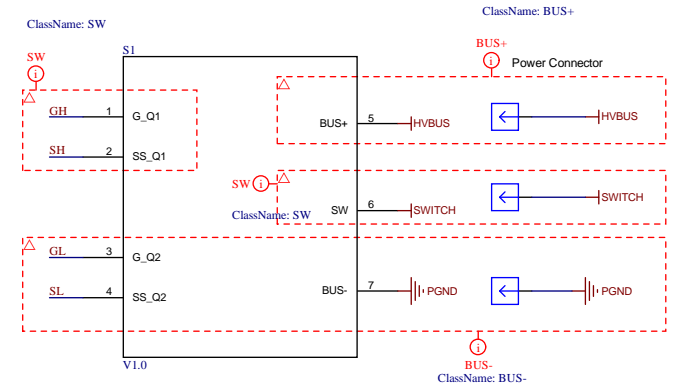 ClassName: BUS+
ClassName: SW
BUS+
S1
SW
i
i
Power Connector
GH 1 G_Q1
BUS+ 5 HVBUS
HVBUS
SH 2 SS_Q1
SW i
SWITCH
SW 6 SWITCH
ClassName: SW
GL 3 G_Q2
SL 4 SS_Q2
BUS- 7 PGND
PGND
i
V1.0
BUS-
ClassName: BUS-